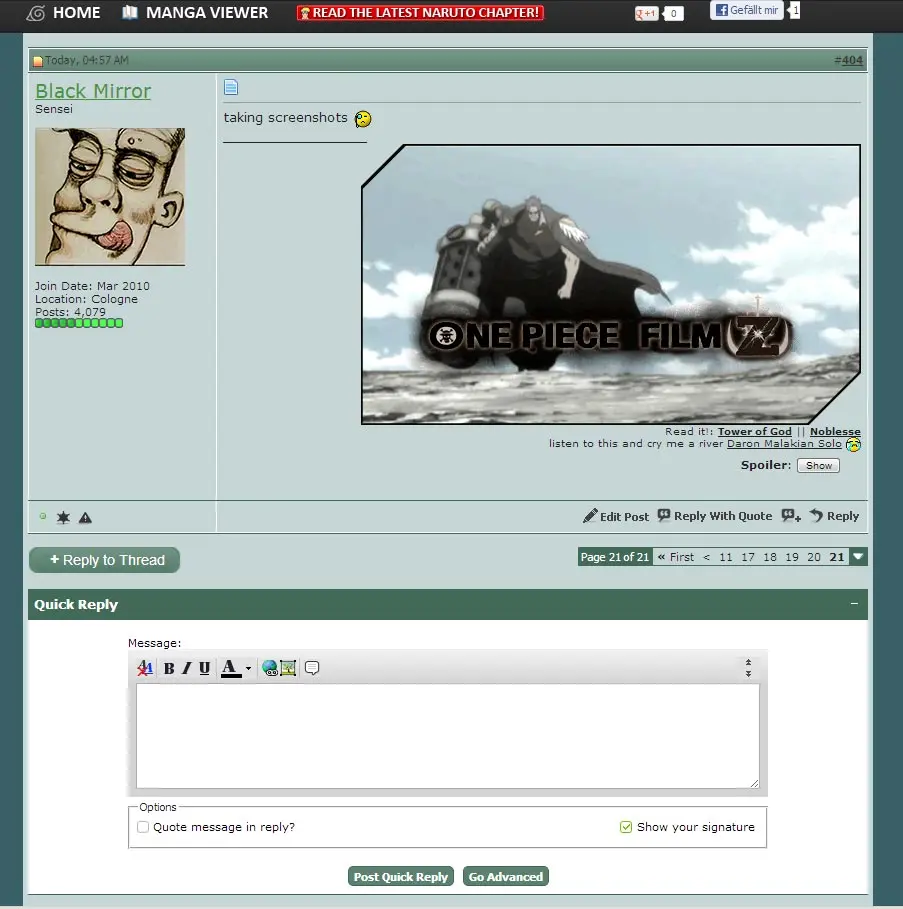 HOME MANGA VIEWER READ THE LATEST NARUTO CHAPTER! +1 0 Gefällt mir 1
Today, 04:57 AM #404
Black Mirror
Sensei
taking screenshots
ONE PIECE FILM Z
Join Date: Mar 2010
Location: Cologne
Posts: 4,079
Read it!: Tower of God || Noblesse
listen to this and cry me a river Daron Malakian Solo
Spoiler: Show
Edit Post Reply With Quote Reply
+ Reply to Thread Page 21 of 21 « First < 11 17 18 19 20 21
Quick Reply
Message:
A B I U A
Options
Quote message in reply? Show your signature
Post Quick Reply Go Advanced